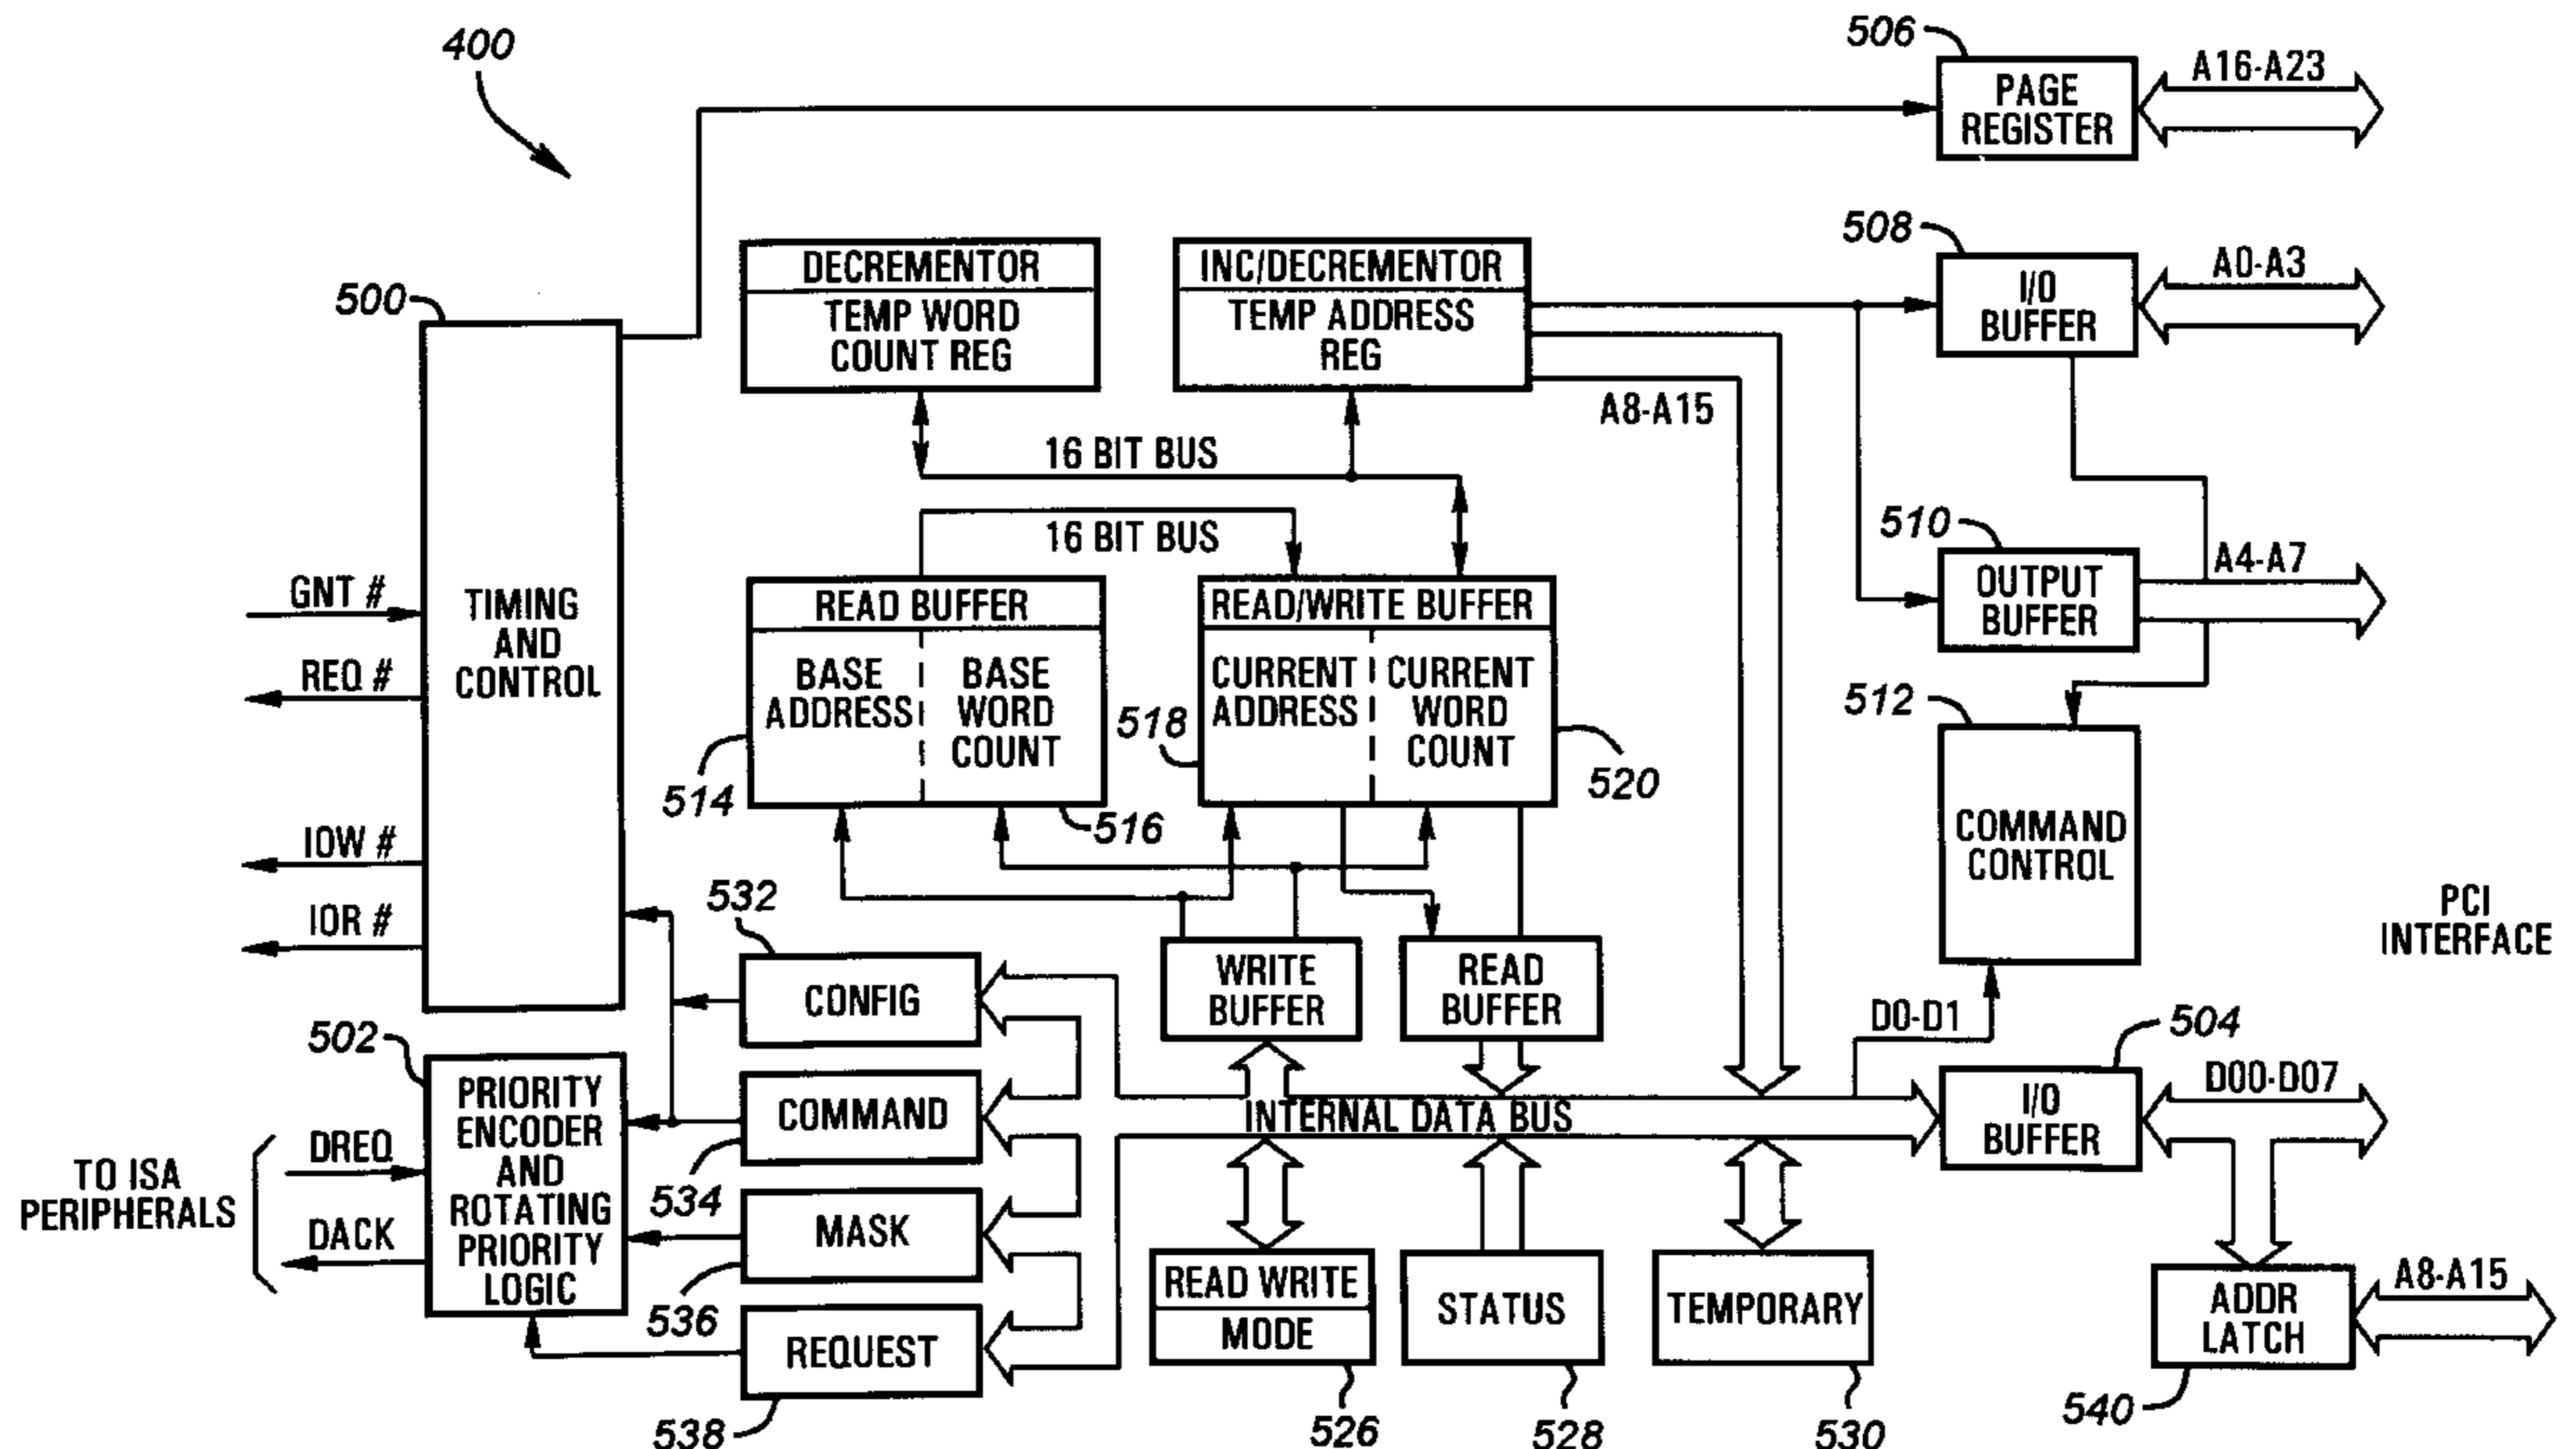 400
506
PAGE
REGISTER
A16-A23
508
I/O
BUFFER
A0-A3
DECREMENTOR
TEMP WORD
COUNT REG
INC/DECREMENTOR
TEMP ADDRESS
REG
A8-A15
500
TIMING
AND
CONTROL
GNT #
REQ #
IOW #
IOR #
16 BIT BUS
16 BIT BUS
510
OUTPUT
BUFFER
A4-A7
READ BUFFER
BASE
ADDRESS
BASE
WORD
COUNT
514
516
READ/WRITE BUFFER
CURRENT
ADDRESS
CURRENT
WORD
COUNT
518
520
512
COMMAND
CONTROL
PCI
INTERFACE
532
CONFIG
WRITE
BUFFER
READ
BUFFER
D0-D1
504
I/O
BUFFER
D00-D07
502
PRIORITY
ENCODER
AND
ROTATING
PRIORITY
LOGIC
TO ISA
PERIPHERALS
DREQ
DACK
COMMAND
534
INTERNAL DATA BUS
MASK
536
REQUEST
538
READ WRITE
MODE
526
STATUS
528
TEMPORARY
530
ADDR
LATCH
A8-A15
540